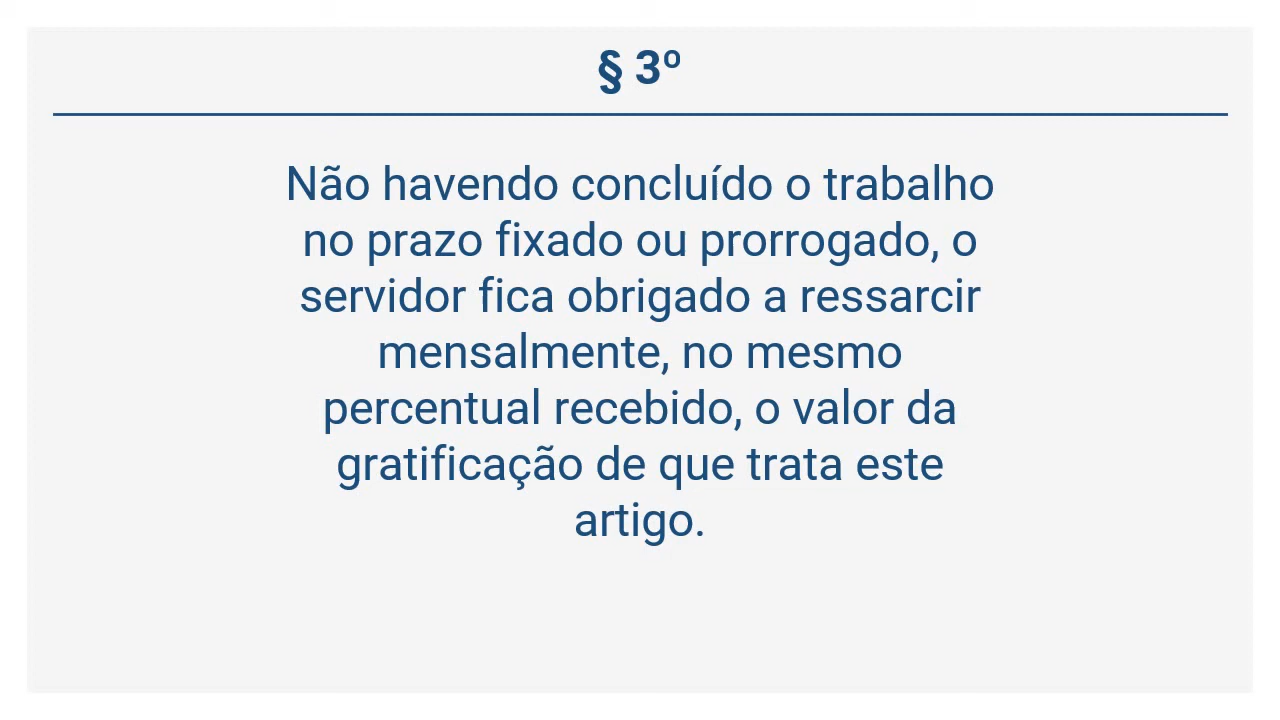 § 3º
Não havendo concluído o trabalho
no prazo fixado ou prorrogado, o
servidor fica obrigado a ressarcir
mensalmente, no mesmo
percentual recebido, o valor da
gratificação de que trata este
artigo.